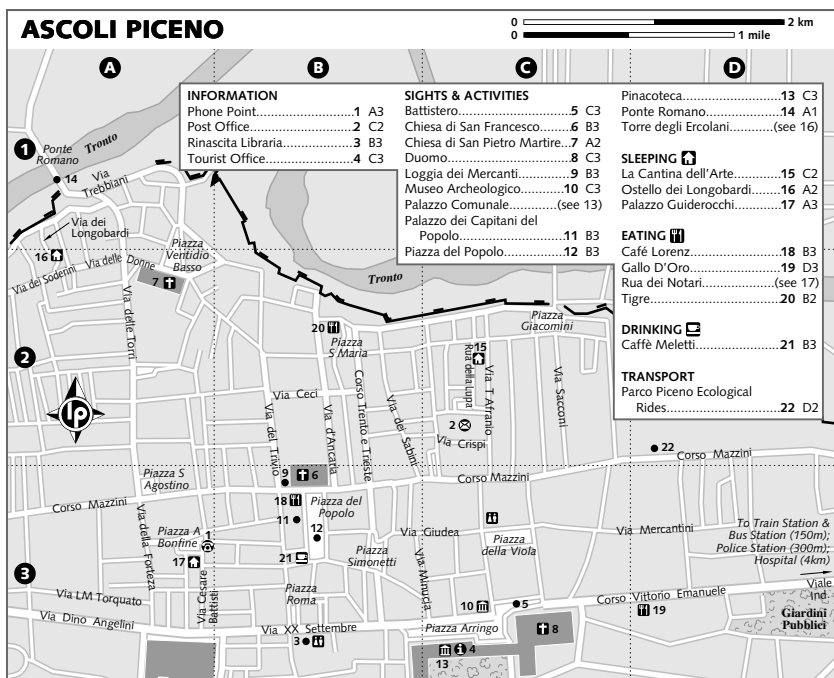 ASCOLI PICENO
0 2 km
0 1 mile
A
B
C
D
1
2
3
INFORMATION
Phone Point 1 A3
Post Office 2 C2
Rinascita Libraria 3 B3
Tourist Office 4 C3
SIGHTS & ACTIVITIES
Battistero 5 C3
Chiesa di San Francesco 6 B3
Chiesa di San Pietro Martire 7 A2
Duomo 8 C3
Loggia dei Mercanti 9 B3
Museo Archeologico 10 C3
Palazzo Comunale (see 13)
Palazzo dei Capitani del
Popolo 11 B3
Piazza del Popolo 12 B3
Pinacoteca 13 C3
Ponte Romano 14 A1
Torre degli Ercolani (see 16)
SLEEPING
La Cantina dell'Arte 15 C2
Ostello dei Longobardi 16 A2
Palazzo Guiderocchi 17 A3
EATING
Café Lorenz 18 B3
Gallo D'Oro 19 D3
Rua dei Notari (see 17)
Tigre 20 B2
DRINKING
Caffè Meletti 21 B3
TRANSPORT
Parco Piceno Ecological
Rides 22 D2
Ponte
Romano
Tronto
14
Via
Trebbiani
Via dei
Longobardi
16
Via dei Soderini
Via delle Donne
Piazza
Ventidio
Basso
7
Via delle Torri
Tronto
20
Piazza
S Maria
Piazza
Giacomini
15
Rua della Lupa
Via T Afranio
Via Sacconi
lp
Via Ceci
Via del Trivio
Via d'Ancaria
Corso Trento e Trieste
Via dei Sabini
2
Via Crispi
22
Corso Mazzini
Piazza S
Agostino
9
6
Corso Mazzini
Corso Mazzini
18
Piazza del
Popolo
11
12
Via della Fortezza
Piazza A
Bonfine
1
17
21
Piazza
Simonetti
Via Giudea
Piazza
della Viola
Via Mercantini
To Train Station &
Bus Station (150m);
Police Station (300m);
Hospital (4km)
Via LM Torquato
Via Cesare
Battisti
Piazza
Roma
Via Minucia
10
5
Corso Vittorio Emanuele
Viale
Ind.
19
Giardini
Pubblici
Via Dino Angelini
Via XX Settembre
3
Piazza Arringo
8
4
13